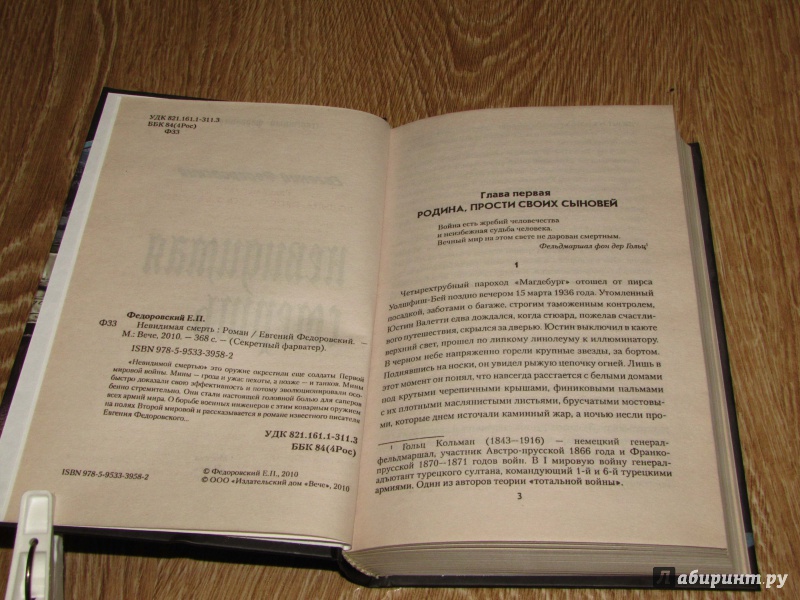 УДК 821.161.1-311.3
ББК 84(4Рос)
Ф33
Федоровский Е.П.
Ф33 Невидимая смерть : Роман / Евгений Федоровский. —
М.: Вече, 2010. — 368 с. — (Секретный фарватер).
ISBN 978-5-9533-3958-2
«Невидимой смертью» это оружие окрестили еще солдаты Первой
мировой войны. Мины — гроза и ужас пехоты, а позже — и танков. Мины
быстро доказали свою эффективность и потому эволюционировали осо-
бенно стремительно. Они стали настоящей головной болью для саперов
всех армий мира. О борьбе военных инженеров с этим коварным оружием
на полях Второй мировой и рассказывается в романе известного писателя
Евгения Федоровского..
УДК 821.161.1-311.3
ББК 84(4Рос)
ISBN 978-5-9533-3958-2
© Федоровский Е.П., 2010
© ООО «Издательский дом «Вече», 2010
Глава первая
РОДИНА, ПРОСТИ СВОИХ СЫНОВЕЙ
Война есть жребий человечества
и неизбежная судьба человека.
Вечный мир на этом свете не дарован смертным.
Фельдмаршал фон дер Гольц¹
1
Четырехтрубный пароход «Магдебург» отошел от пирса
Уолшфиш-Бей поздно вечером 15 марта 1936 года. Утомленный
посадкой, заботами о багаже, строгим таможенным контролем,
Юстин Валетти едва дождался, когда стюард, пожелав счастли-
вого путешествия, скрылся за дверью. Юстин выключил в каюте
верхний свет, прошел по липкому линолеуму к иллюминатору.
В черном небе напряженно горели крупные звезды, за бортом.
Поднявшись на носки, он увидел рыжую цепочку огней. Лишь в
этот момент он понял, что навсегда расстается с белыми домами
под крутыми черепичными крышами, финиковыми пальмами
с их плотными маслянистыми листьями, брусчатыми мостовы-
ми, которые днем источали каминный жар, а ночью несли про-
¹ Гольц Кольман (1843—1916) — немецкий генерал-
фельдмаршал, участник Австро-прусской 1866 года и Франко-
прусской 1870—1871 годов войн. В I мировую войну генерал-
адъютант турецкого султана, командующий 1-й и 6-й турецкими
армиями. Один из авторов теории «тотальной войны».
3
Лабиринт.ру